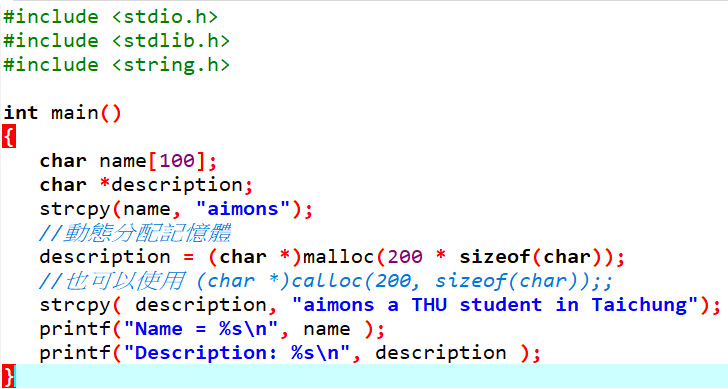 #include <stdio.h>
#include <stdlib.h>
#include <string.h>
int main()
{
char name[100];
char *description;
strcpy(name, "aimons");
//動態分配記憶體
description = (char *)malloc(200 * sizeof(char));
//也可以使用 (char *)calloc(200, sizeof(char));;
strcpy( description, "aimons a THU student in Taichung");
printf("Name = %s\n", name );
printf("Description: %s\n", description );
}